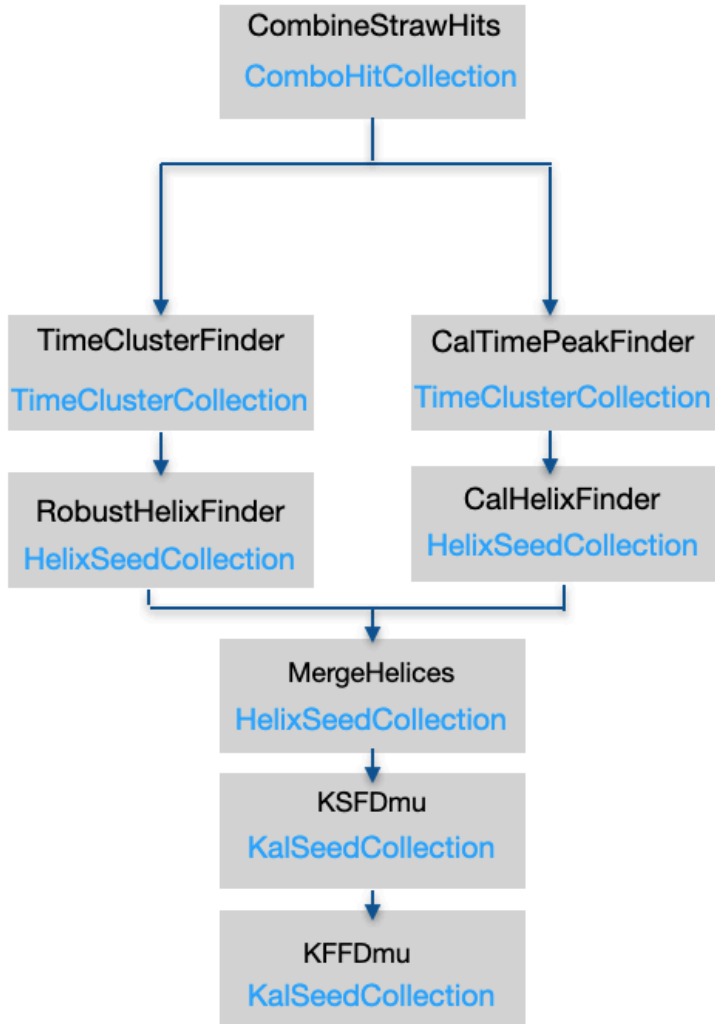 CombineStrawHits
ComboHitCollection
TimeClusterFinder
TimeClusterCollection
CalTimePeakFinder
TimeClusterCollection
RobustHelixFinder
HelixSeedCollection
CalHelixFinder
HelixSeedCollection
MergeHelices
HelixSeedCollection
KSFDmu
KalSeedCollection
KFFDmu
KalSeedCollection